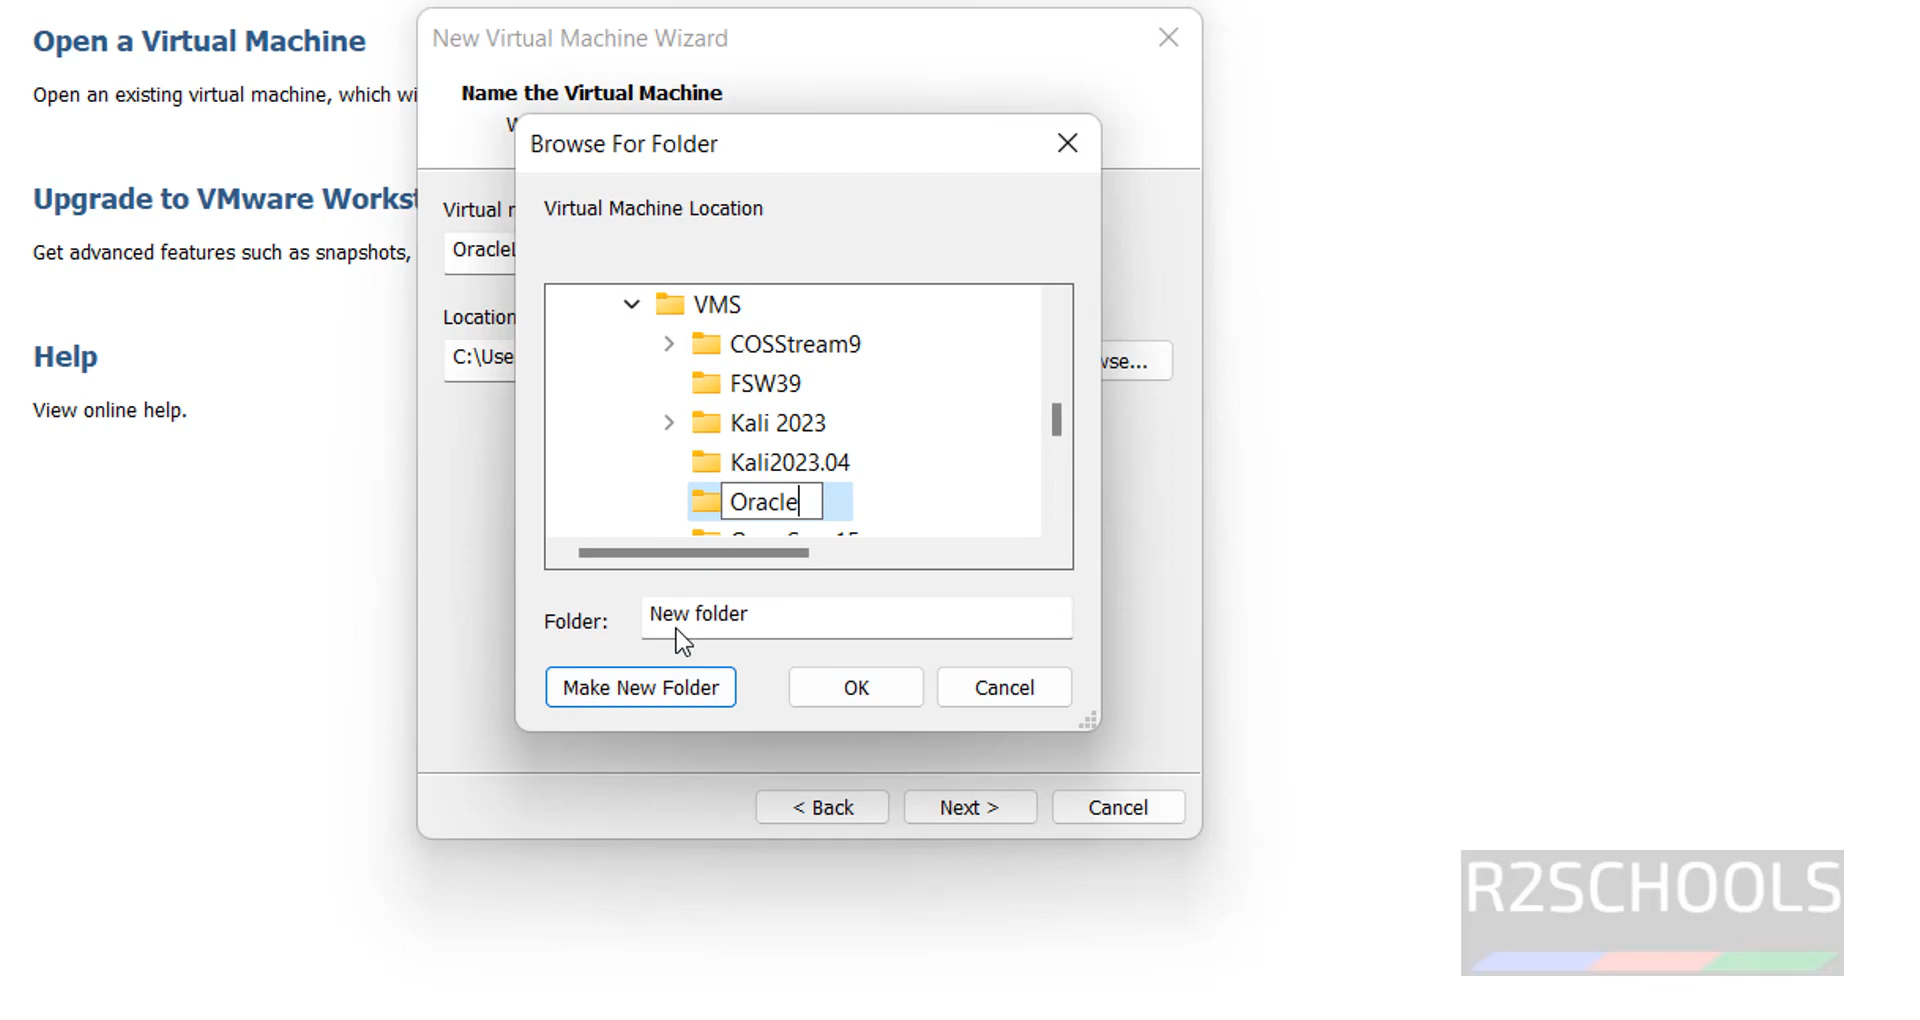 Open a Virtual Machine
Open an existing virtual machine, which wi
Upgrade to VMware Workst
Get advanced features such as snapshots,
Help
View online help.
New Virtual Machine Wizard
Name the Virtual Machine
W
Virtual
OracleL
Location
C:\Use
wse...
Browse For Folder
Virtual Machine Location
VMS
COSStream9
FSW39
Kali 2023
Kali2023.04
Oracle
Folder:
New folder
Make New Folder
OK
Cancel
< Back
Next >
Cancel
R2SCHOOLS